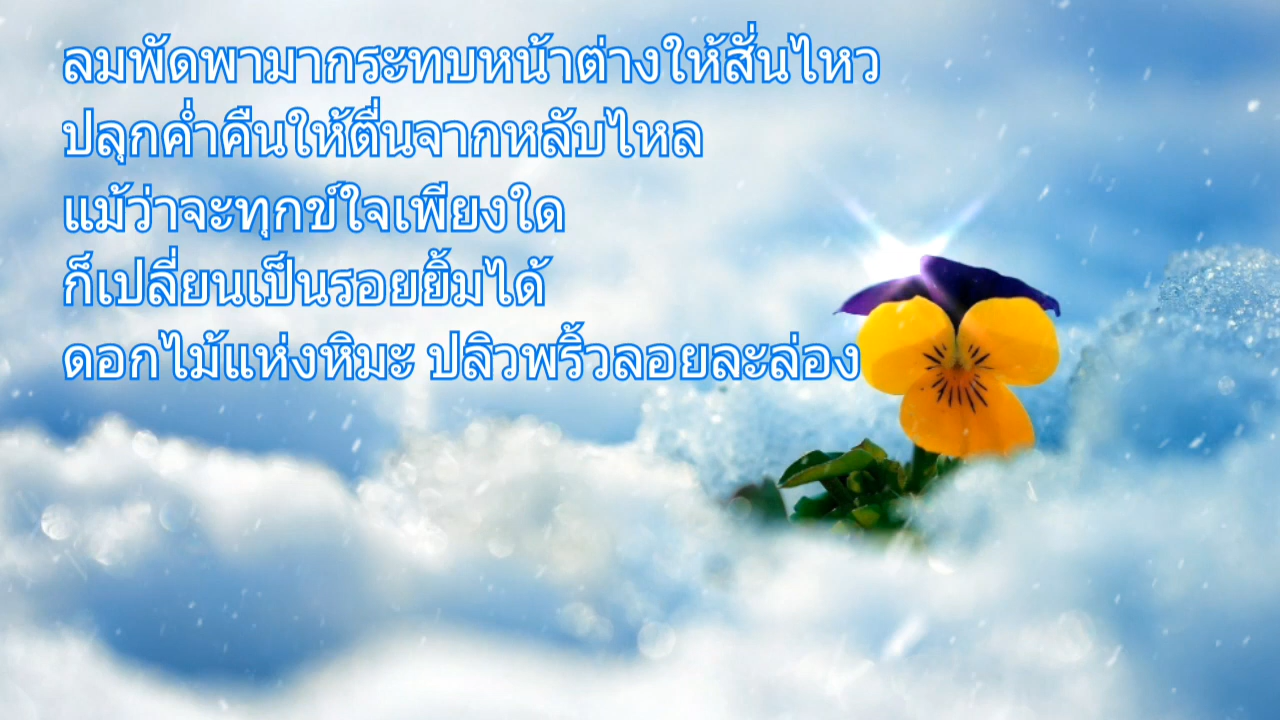 ลมพัดพามากระทบหน้าต่างให้สั่นไหว
ปลุกค่ำคืนให้ตื่นจากหลับไหล
แม้ว่าจะทุกข์ใจเพียงใด
ก็เปลี่ยนเป็นรอยยิ้มได้
ดอกไม้แห่งหิมะ ปลิวพริ้วลอยละล่อง